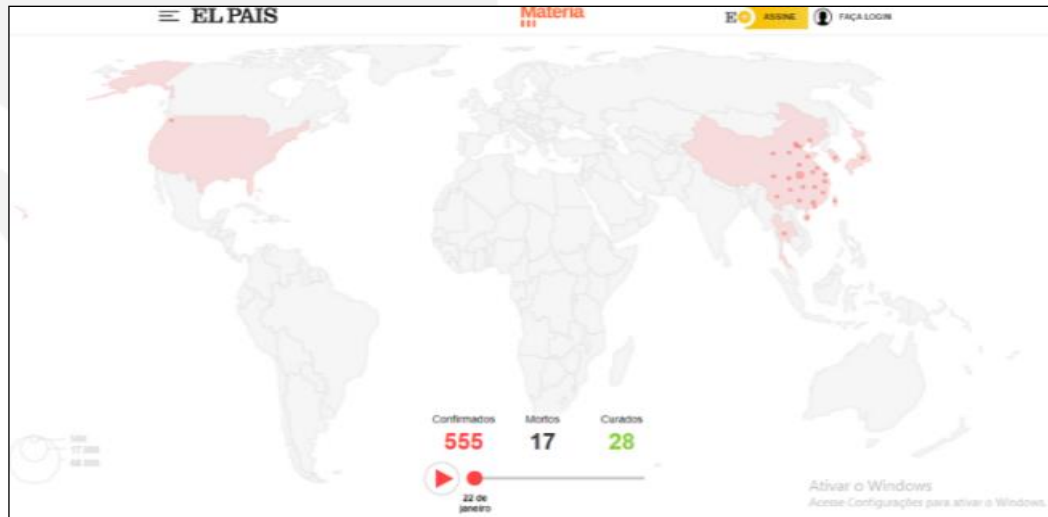 EL PAIS
Materia
E
ASSINE
FAÇA LOGIN
Confirmados
Mortos
Curados
555
17
28
22 de
janeiro
Ativar o Windows
Acesse Configurações para ativar o Windows.